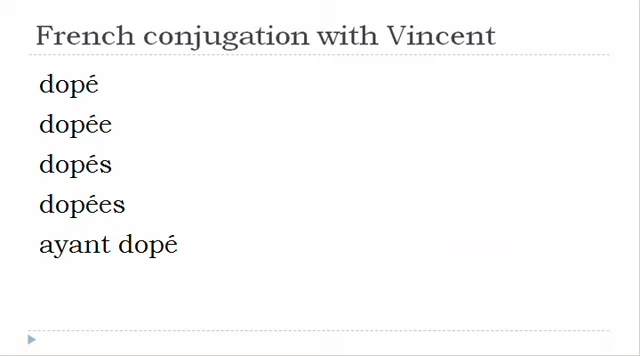 French conjugation with Vincent
dopé
dopée
dopés
dopées
ayant dopé